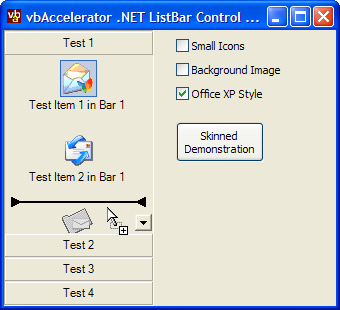 vbAccelerator .NET ListBar Control ...
Test 1
Test Item 1 in Bar 1
Test Item 2 in Bar 1
Test 2
Test 3
Test 4
Small Icons
Background Image
Office XP Style
Skinned
Demonstration